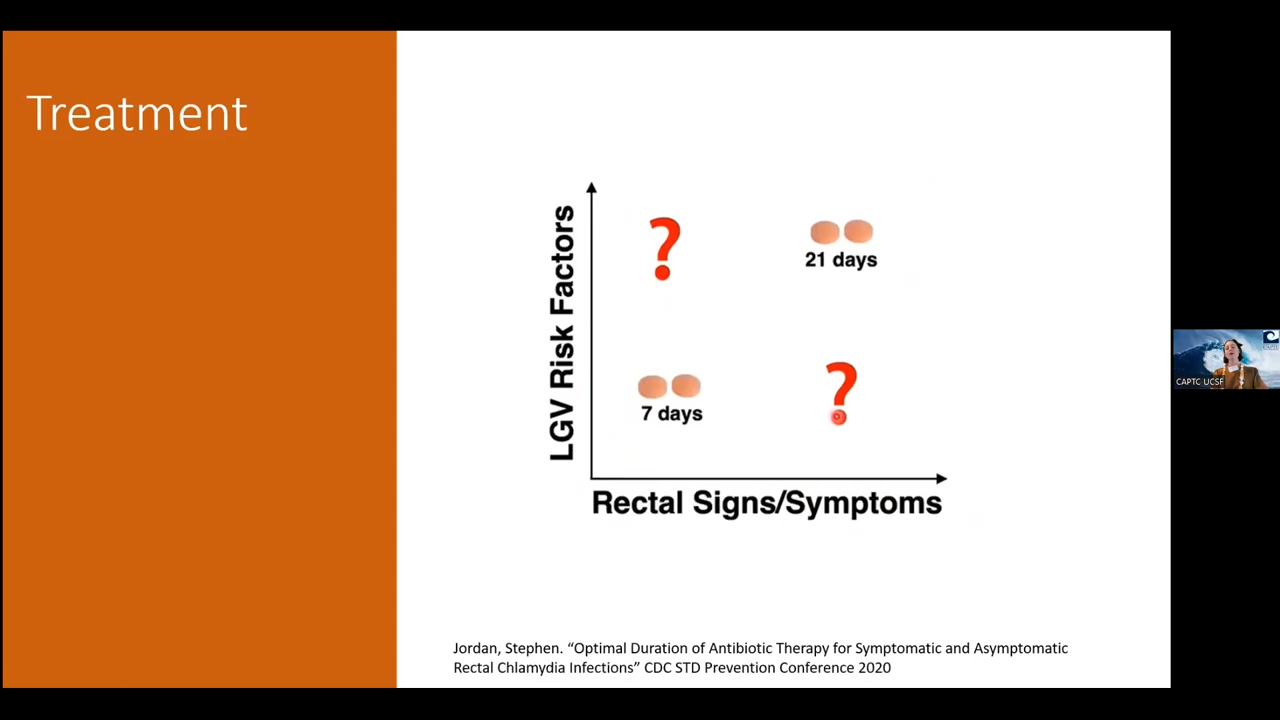 Treatment
LGV Risk Factors
?
21 days
7 days
?
Rectal Signs/Symptoms
Jordan, Stephen. “Optimal Duration of Antibiotic Therapy for Symptomatic and Asymptomatic
Rectal Chlamydia Infections” CDC STD Prevention Conference 2020
CAPTC UCSF